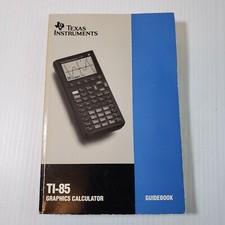 TEXAS
INSTRUMENTS
TI-85
GRAPHICS CALCULATOR
GUIDEBOOK